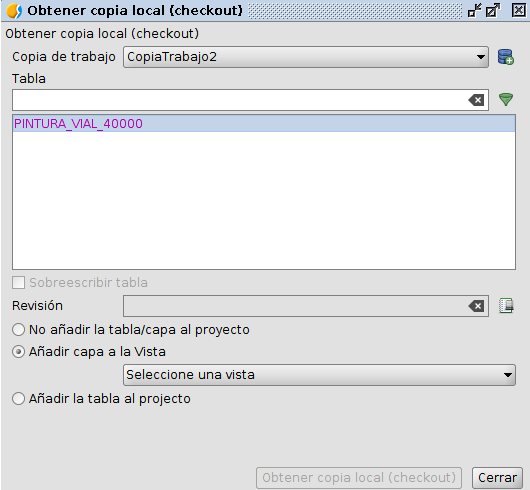 Obtener copia local (checkout)
Obtener copia local (checkout)
Copia de trabajo CopiaTrabajo2
Tabla
PINTURA_VIAL_40000
Sobreescribir tabla
Revisión
No añadir la tabla/capa al proyecto
Añadir capa a la Vista
Seleccione una vista
Añadir la tabla al projecto
Obtener copia local (checkout) Cerrar